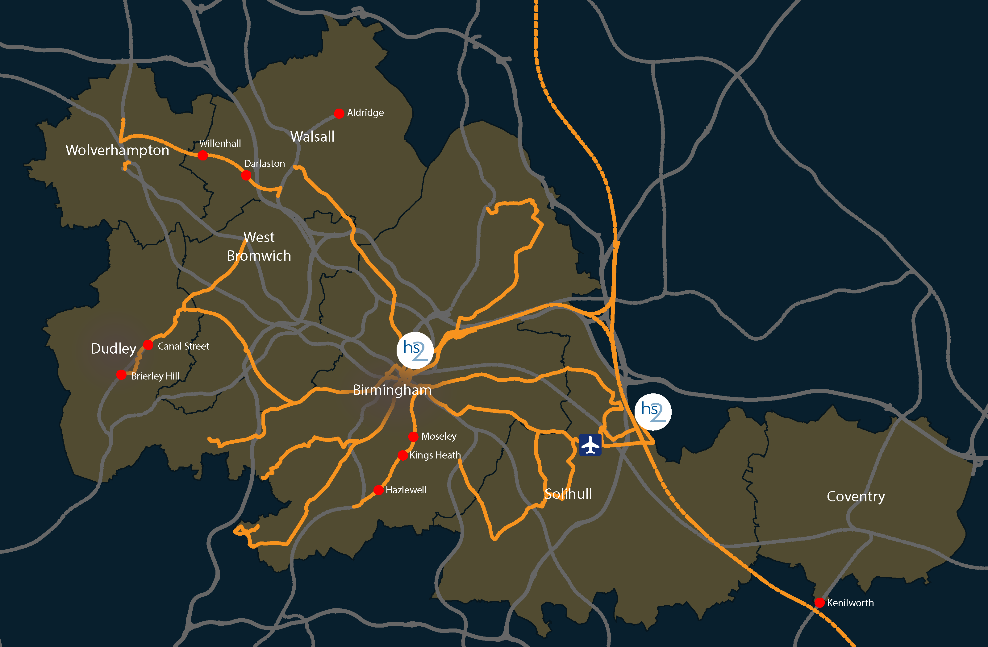 Aldridge
Walsall
Willenhall
Wolverhampton
Darlaston
West
Bromwich
hs2
Canal Street
Dudley
Brierley Hill
Birmingham
hs2
Moseley
Kings Heath
Hazlewell
Solihull
Coventry
Kenilworth